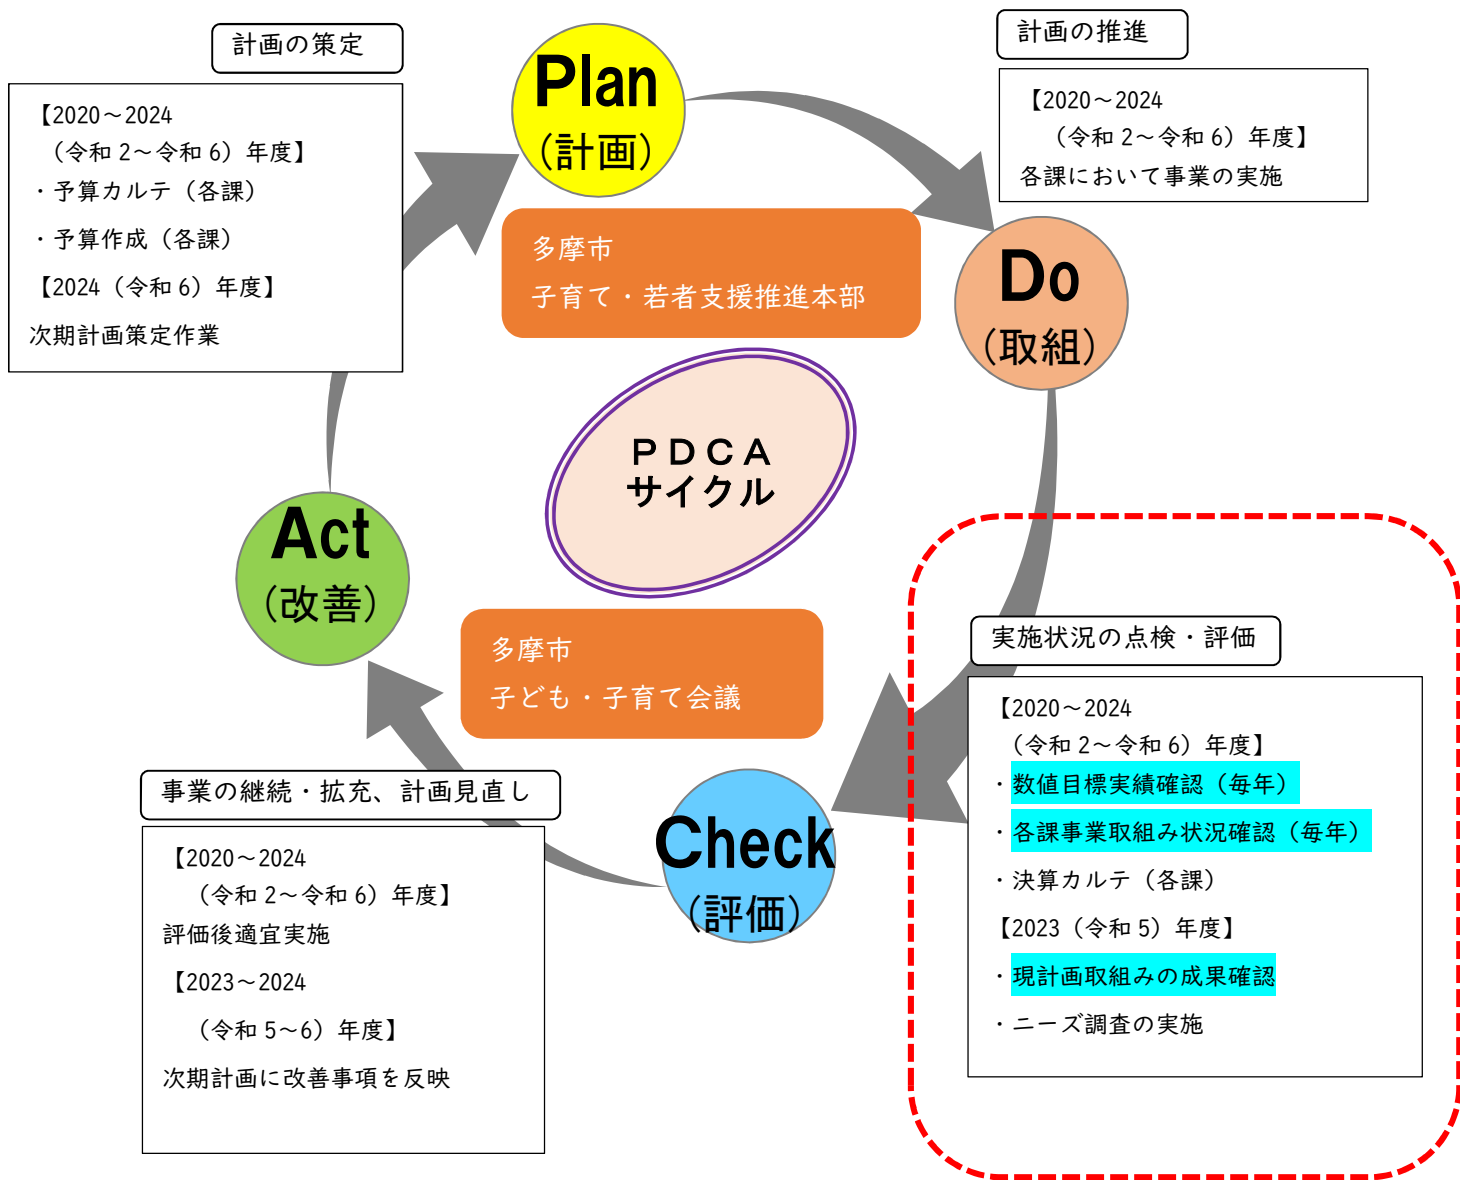 計画の策定
【2020～2024
（令和 2～令和 6）年度】
・予算カルテ（各課）
・予算作成（各課）
【2024（令和 6）年度】
次期計画策定作業
Plan
（計画）
計画の推進
【2020～2024
（令和 2～令和 6）年度】
各課において事業の実施
Do
（取組）
多摩市
子育て・若者支援推進本部
ＰＤＣＡ
サイクル
Act
（改善）
多摩市
子ども・子育て会議
実施状況の点検・評価
【2020～2024
（令和 2～令和 6）年度】
・数値目標実績確認（毎年）
・各課事業取組み状況確認（毎年）
・決算カルテ（各課）
【2023（令和 5）年度】
・現計画取組みの成果確認
・ニーズ調査の実施
Check
（評価）
事業の継続・拡充、計画見直し
【2020～2024
（令和 2～令和 6）年度】
評価後適宜実施
【2023～2024
（令和 5～6）年度】
次期計画に改善事項を反映